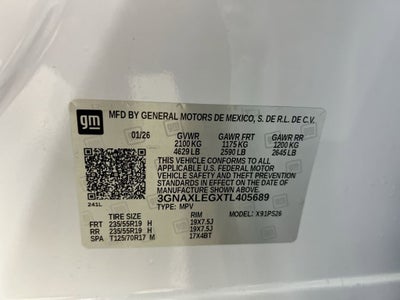 gm
MFD BY GENERAL MOTORS DE MEXICO, S. DE R.L. DE C.V.
01/26 GVWR GAWR FRT GAWR RR
2100 KG 1175 KG 1200 KG
4629 LB 2590 LB 2645 LB
THIS VEHICLE CONFORMS TO ALL
APPLICABLE U.S. FEDERAL MOTOR
VEHICLE SAFETY AND THEFT
PREVENTION STANDARDS IN EFFECT ON
THE DATE OF MANUFACTURE SHOWN ABOVE.
3GNAXLEGXTL405689
TYPE: MPV MODEL: X91PS26
241L
TIRE SIZE RIM
FRT 235/55R19 H 19X7.5J
RR 235/55R19 H 19X7.5J
SPA T125/70R17 M 17X4BT